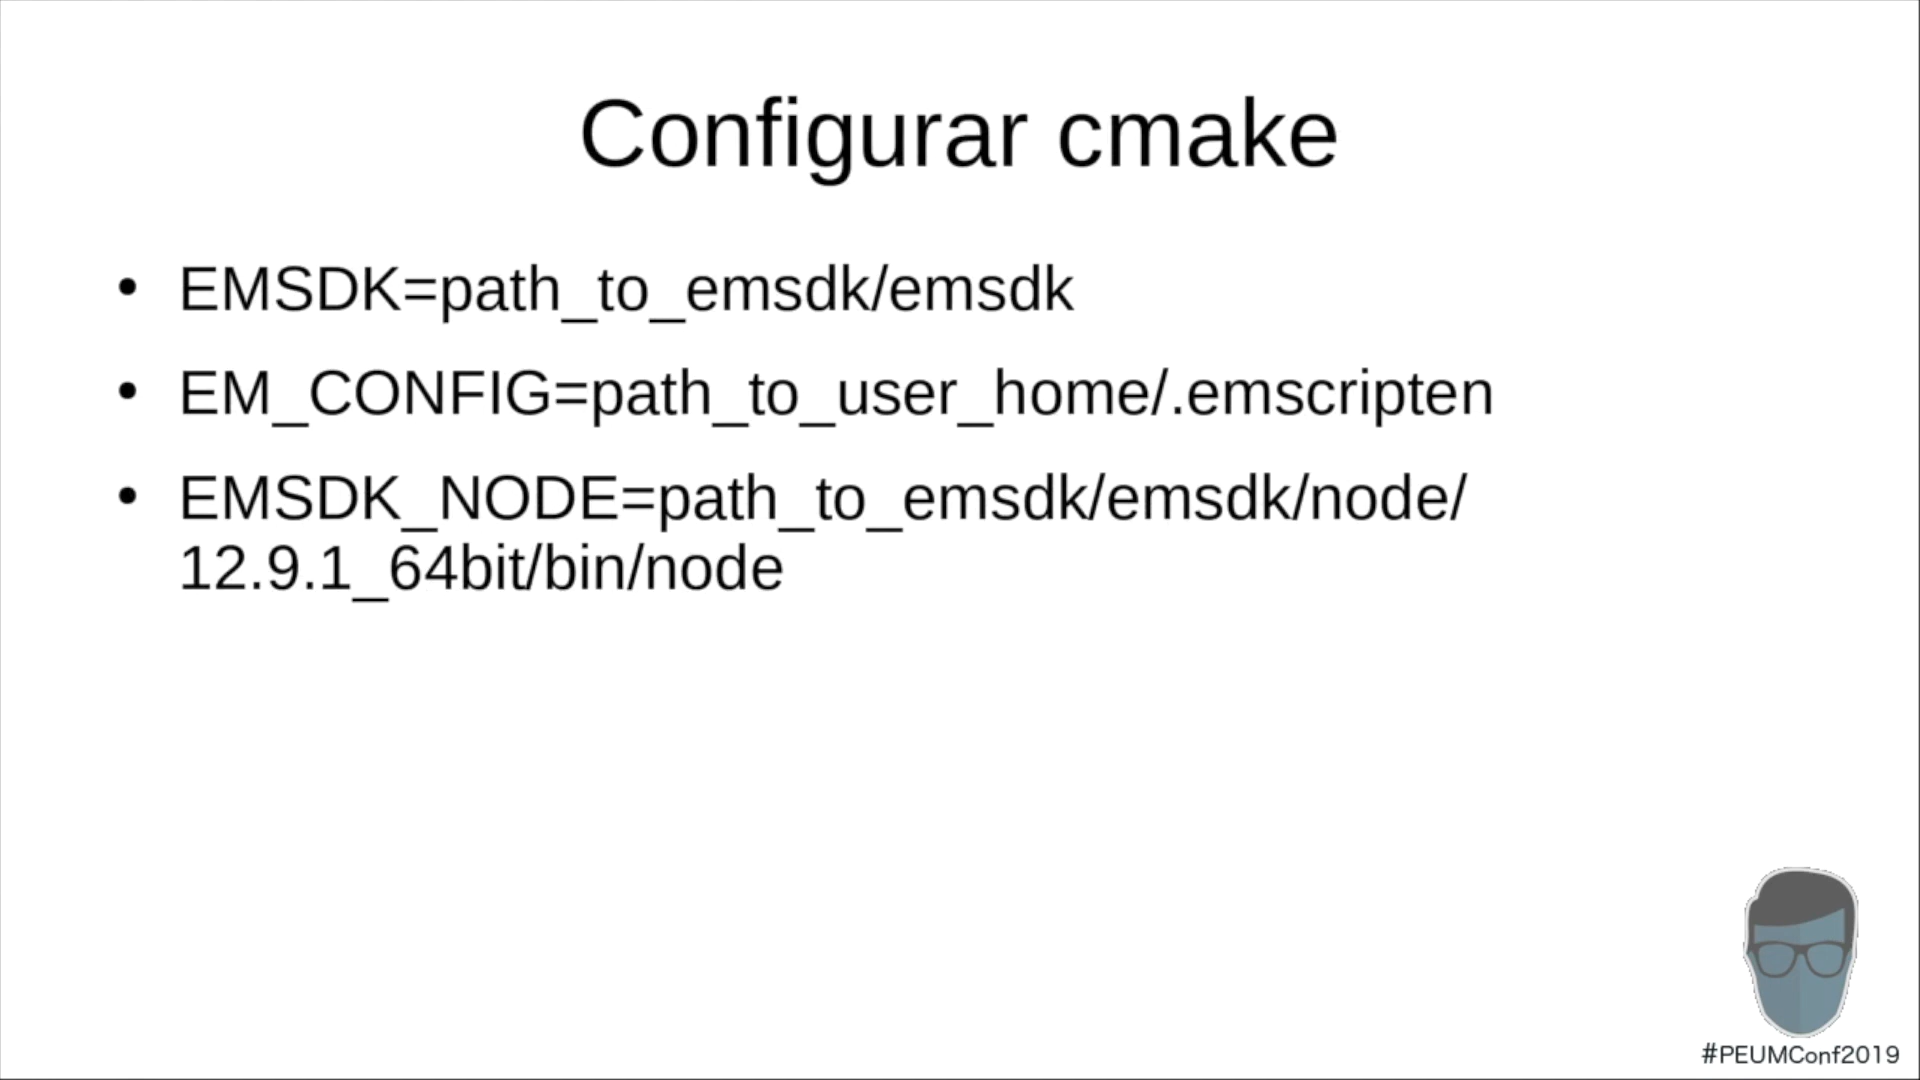 Configurar cmake
• EMSDK=path_to_emsdk/emsdk
• EM_CONFIG=path_to_user_home/.emscripten
• EMSDK_NODE=path_to_emsdk/emsdk/node/
12.9.1_64bit/bin/node
#PEUMConf2019